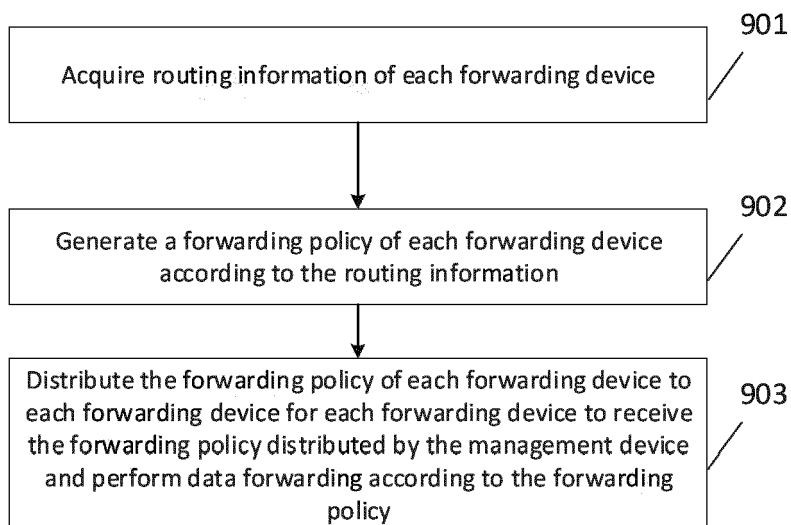 901
Acquire routing information of each forwarding device
902
Generate a forwarding policy of each forwarding device
according to the routing information
903
Distribute the forwarding policy of each forwarding device to
each forwarding device for each forwarding device to receive
the forwarding policy distributed by the management device
and perform data forwarding according to the forwarding
policy